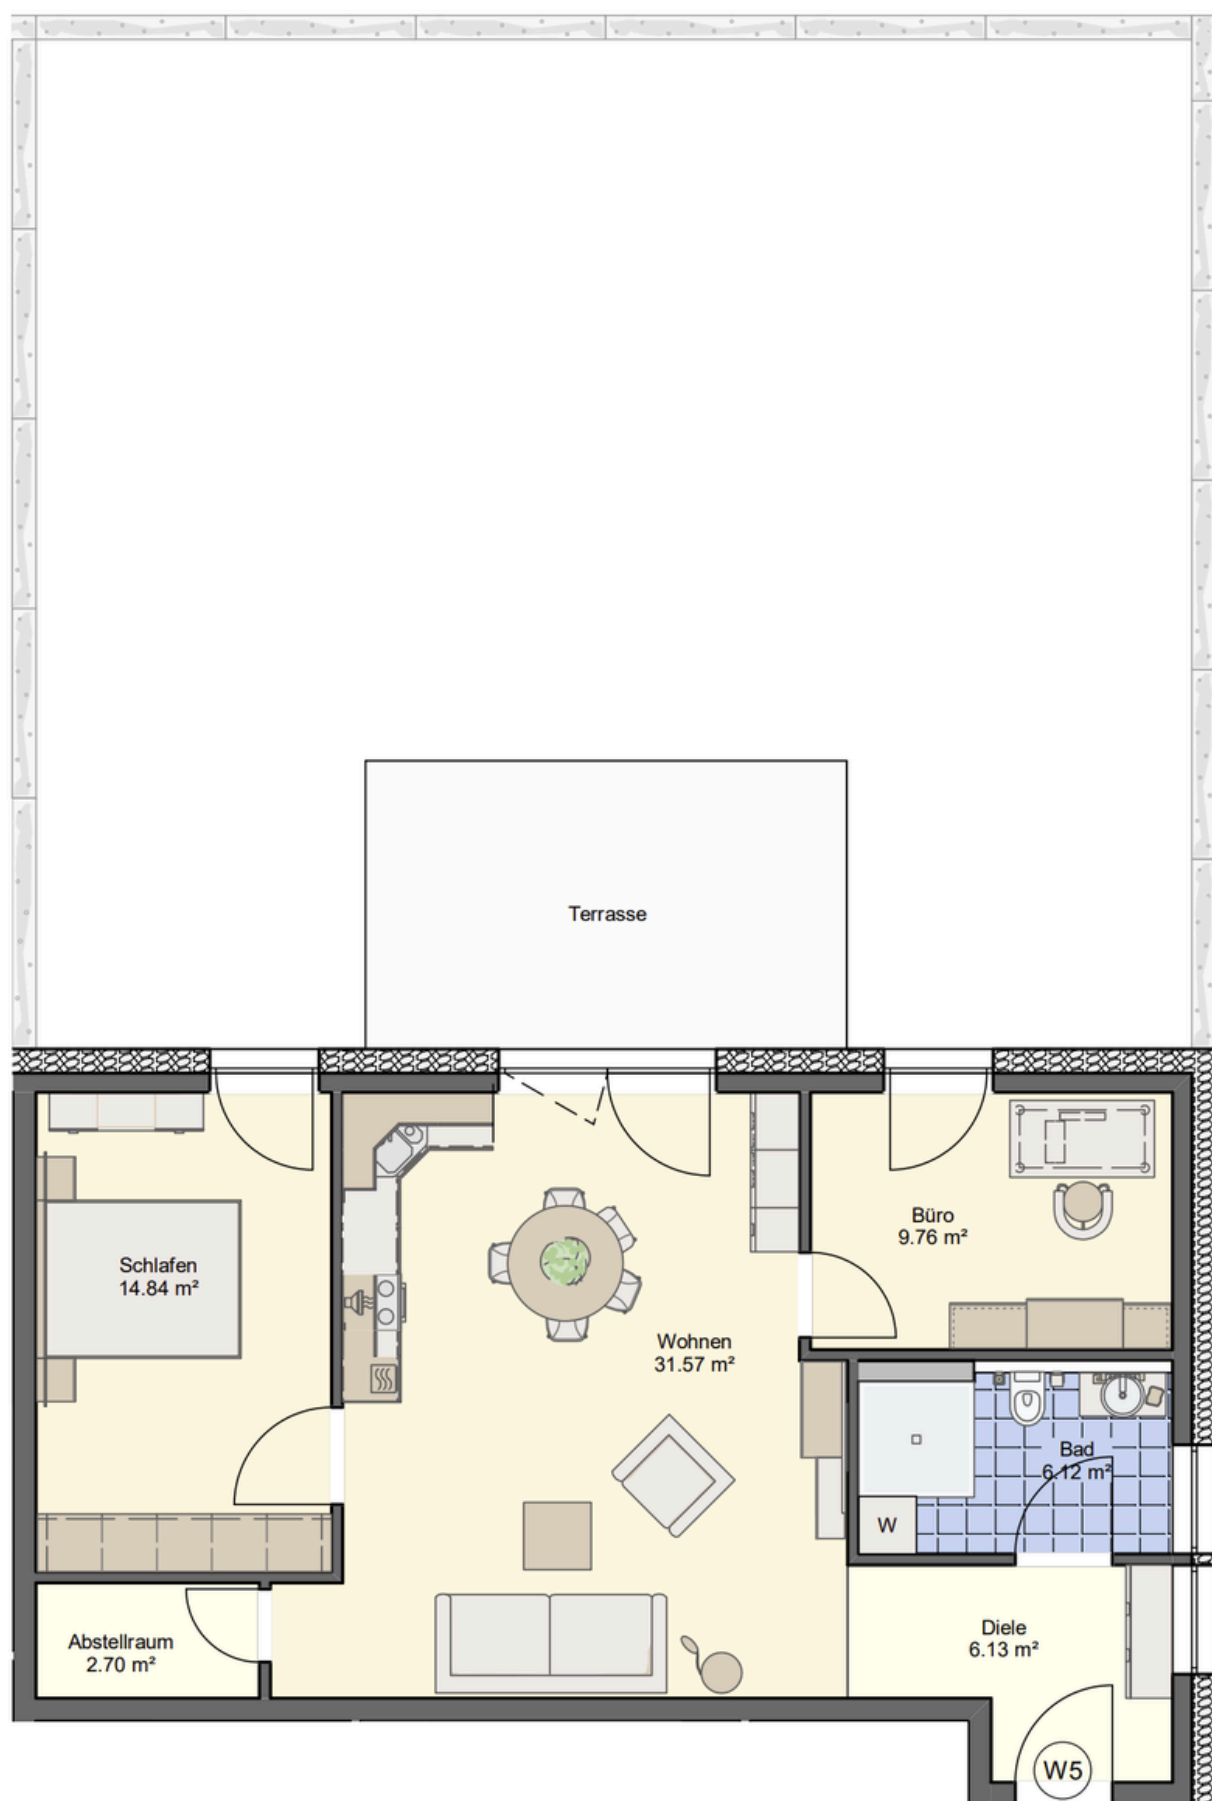 Terrasse
Schlafen
14.84 m²
Büro
9.76 m²
Wohnen
31.57 m²
Bad
6.12 m²
W
Abstellraum
2.70 m²
Diele
6.13 m²
W5